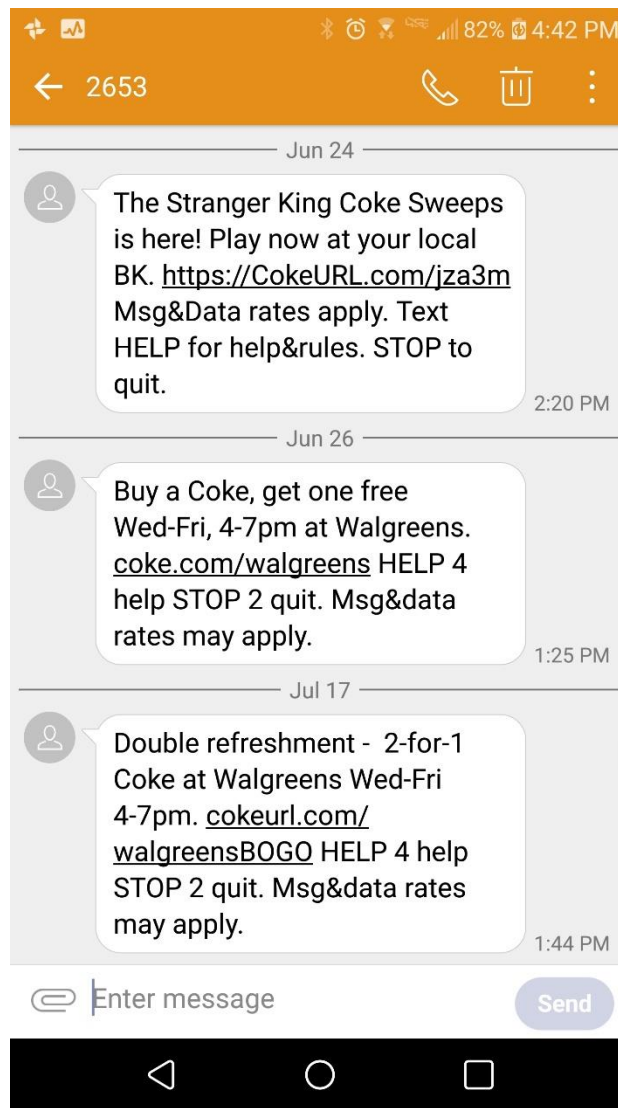 82% 4:42 PM
2653
Jun 24
The Stranger King Coke Sweeps
is here! Play now at your local
BK. https://CokeURL.com/jza3m
Msg&Data rates apply. Text
HELP for help&rules. STOP to
quit.
2:20 PM
Jun 26
Buy a Coke, get one free
Wed-Fri, 4-7pm at Walgreens.
coke.com/walgreens HELP 4
help STOP 2 quit. Msg&data
rates may apply.
1:25 PM
Jul 17
Double refreshment -  2-for-1
Coke at Walgreens Wed-Fri
4-7pm. cokeurl.com/
walgreensBOGO HELP 4 help
STOP 2 quit. Msg&data rates
may apply.
1:44 PM
Enter message
Send